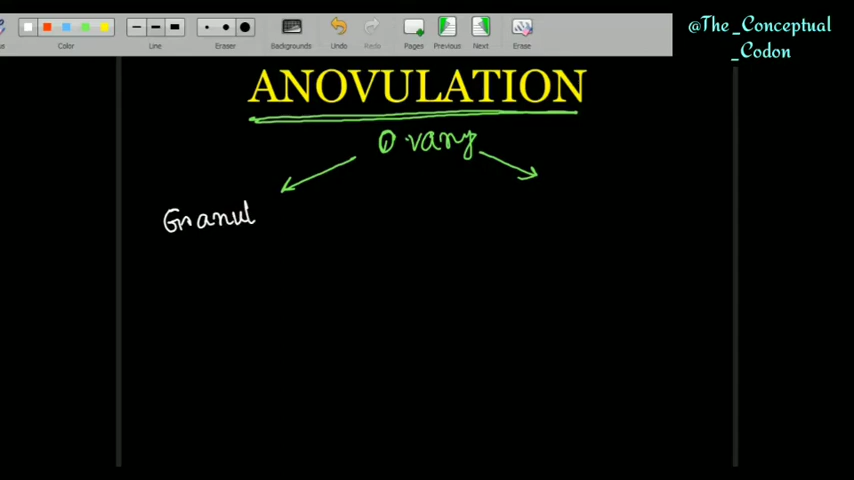 Color
Line
Eraser
Backgrounds
Undo
Redo
Pages
Previous
Next
Erase
@The_Conceptual
_Codon
ANOVULATION
Ovary
Granul